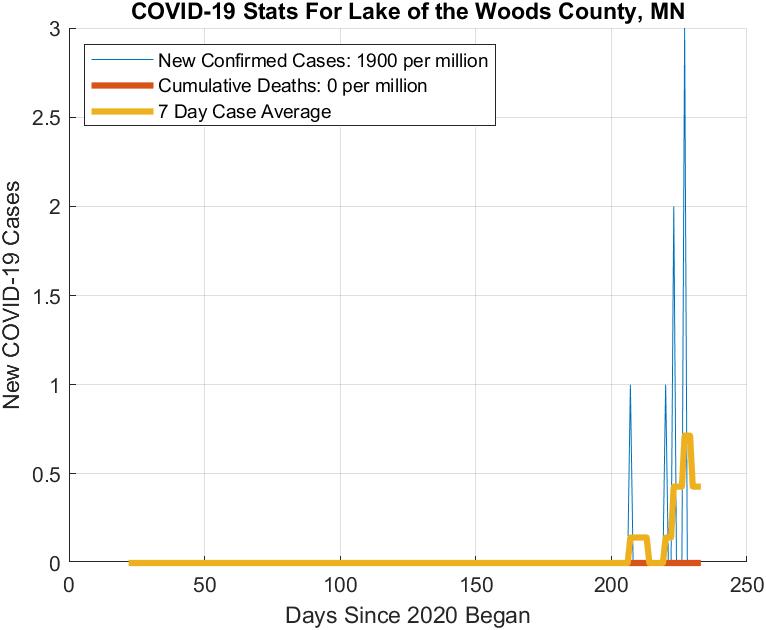 COVID-19 Stats For Lake of the Woods County, MN
3
New Confirmed Cases: 1900 per million
Cumulative Deaths: 0 per million
7 Day Case Average
2.5
2
1.5
1
0.5
0
New COVID-19 Cases
0 50 100 150 200 250
Days Since 2020 Began